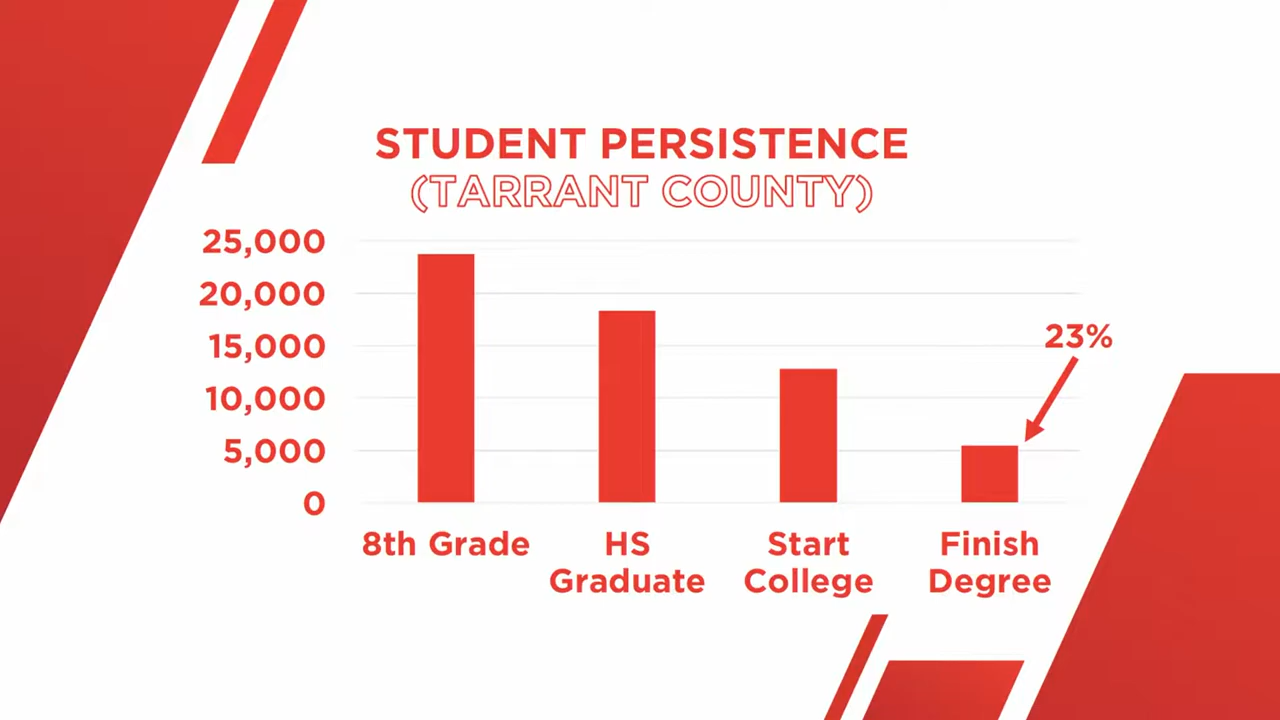 STUDENT PERSISTENCE
(TARRANT COUNTY)
25,000
20,000
15,000
10,000
5,000
0
23%
8th Grade
HS
Graduate
Start
College
Finish
Degree